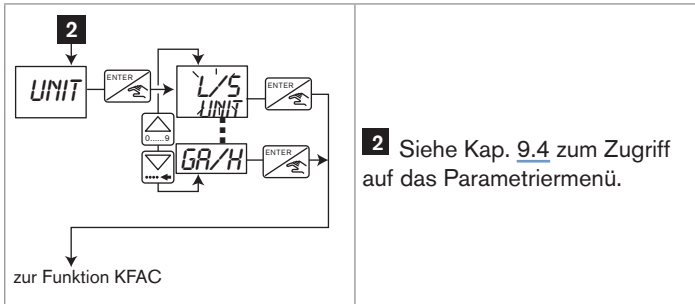 2
UNIT
ENTER
L/S
UNIT
ENTER
0......9
GA/H
ENTER
zur Funktion KFAC
2 Siehe Kap. 9.4 zum Zugriff
auf das Parametriermenü.